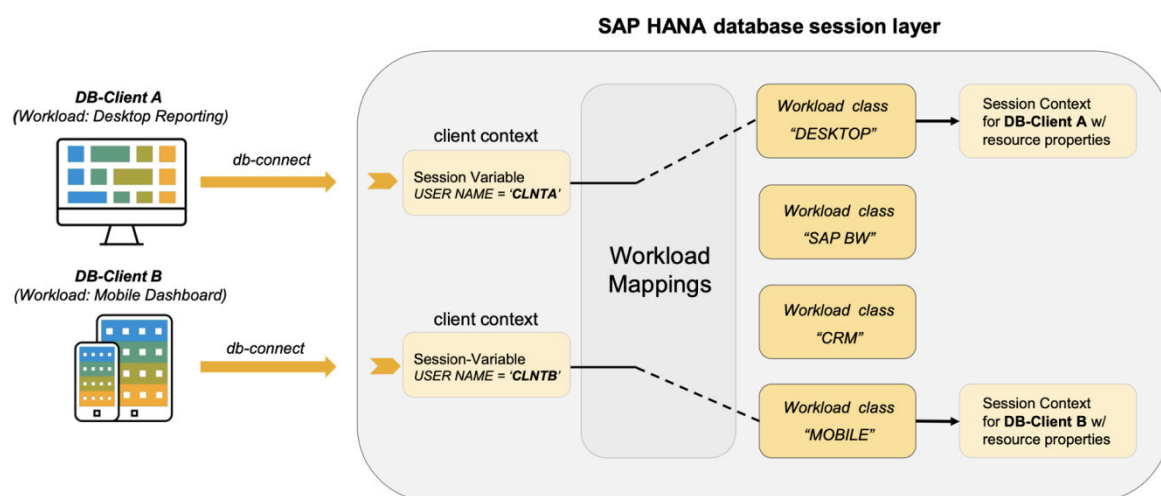 SAP HANA database session layer
DB-Client A
(Workload: Desktop Reporting)
db-connect
client context
Session Variable
USER NAME = ‘CLNTA’
DB-Client B
(Workload: Mobile Dashboard)
db-connect
client context
Session-Variable
USER NAME = ‘CLNTB’
Workload
Mappings
Workload class
“DESKTOP”
Workload class
“SAP BW”
Workload class
“CRM”
Workload class
“MOBILE”
Session Context
for DB-Client A w/
resource properties
Session Context
for DB-Client B w/
resource properties